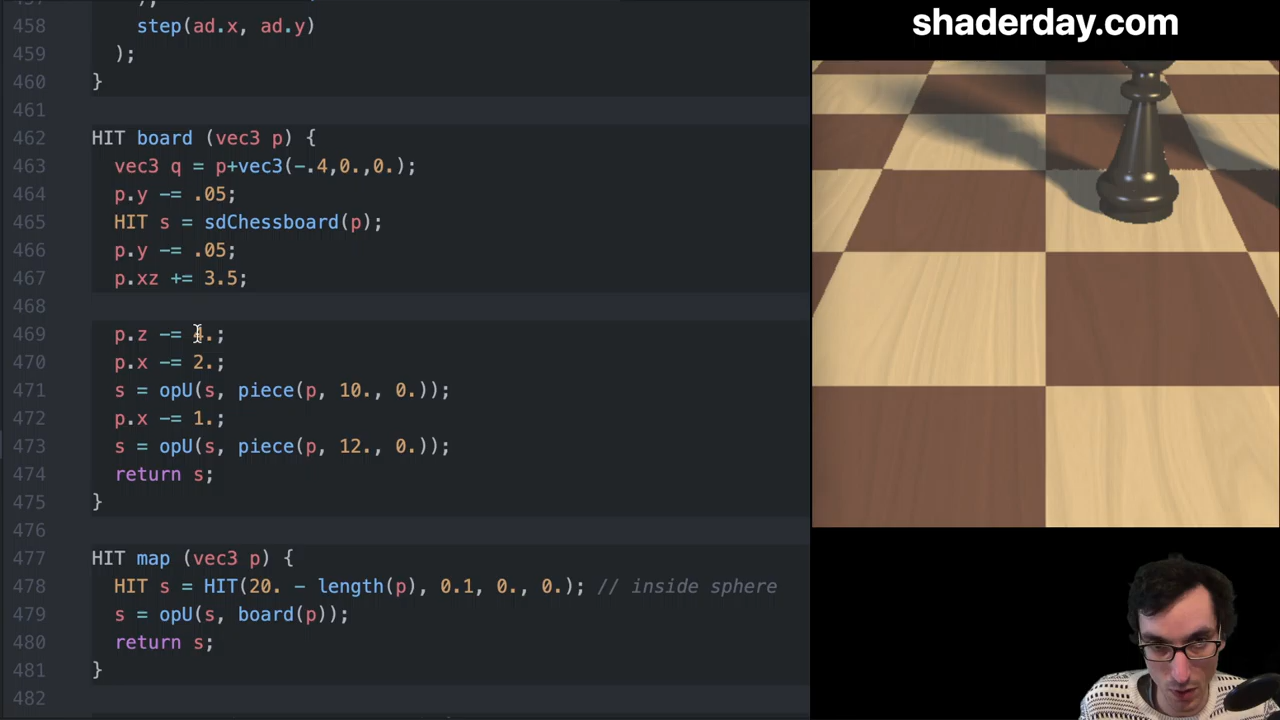 457
458 step(ad.x, ad.y)
459 );
460 }
461
462 HIT board (vec3 p) {
463 vec3 q = p+vec3(-.4,0.,0.);
464 p.y -= .05;
465 HIT s = sdChessboard(p);
466 p.y -= .05;
467 p.xz += 3.5;
468
469 p.z -= 4.;
470 p.x -= 2.;
471 s = opU(s, piece(p, 10., 0.));
472 p.x -= 1.;
473 s = opU(s, piece(p, 12., 0.));
474 return s;
475 }
476
477 HIT map (vec3 p) {
478 HIT s = HIT(20. - length(p), 0.1, 0., 0.); // inside sphere
479 s = opU(s, board(p));
480 return s;
481 }
482
shaderday.com